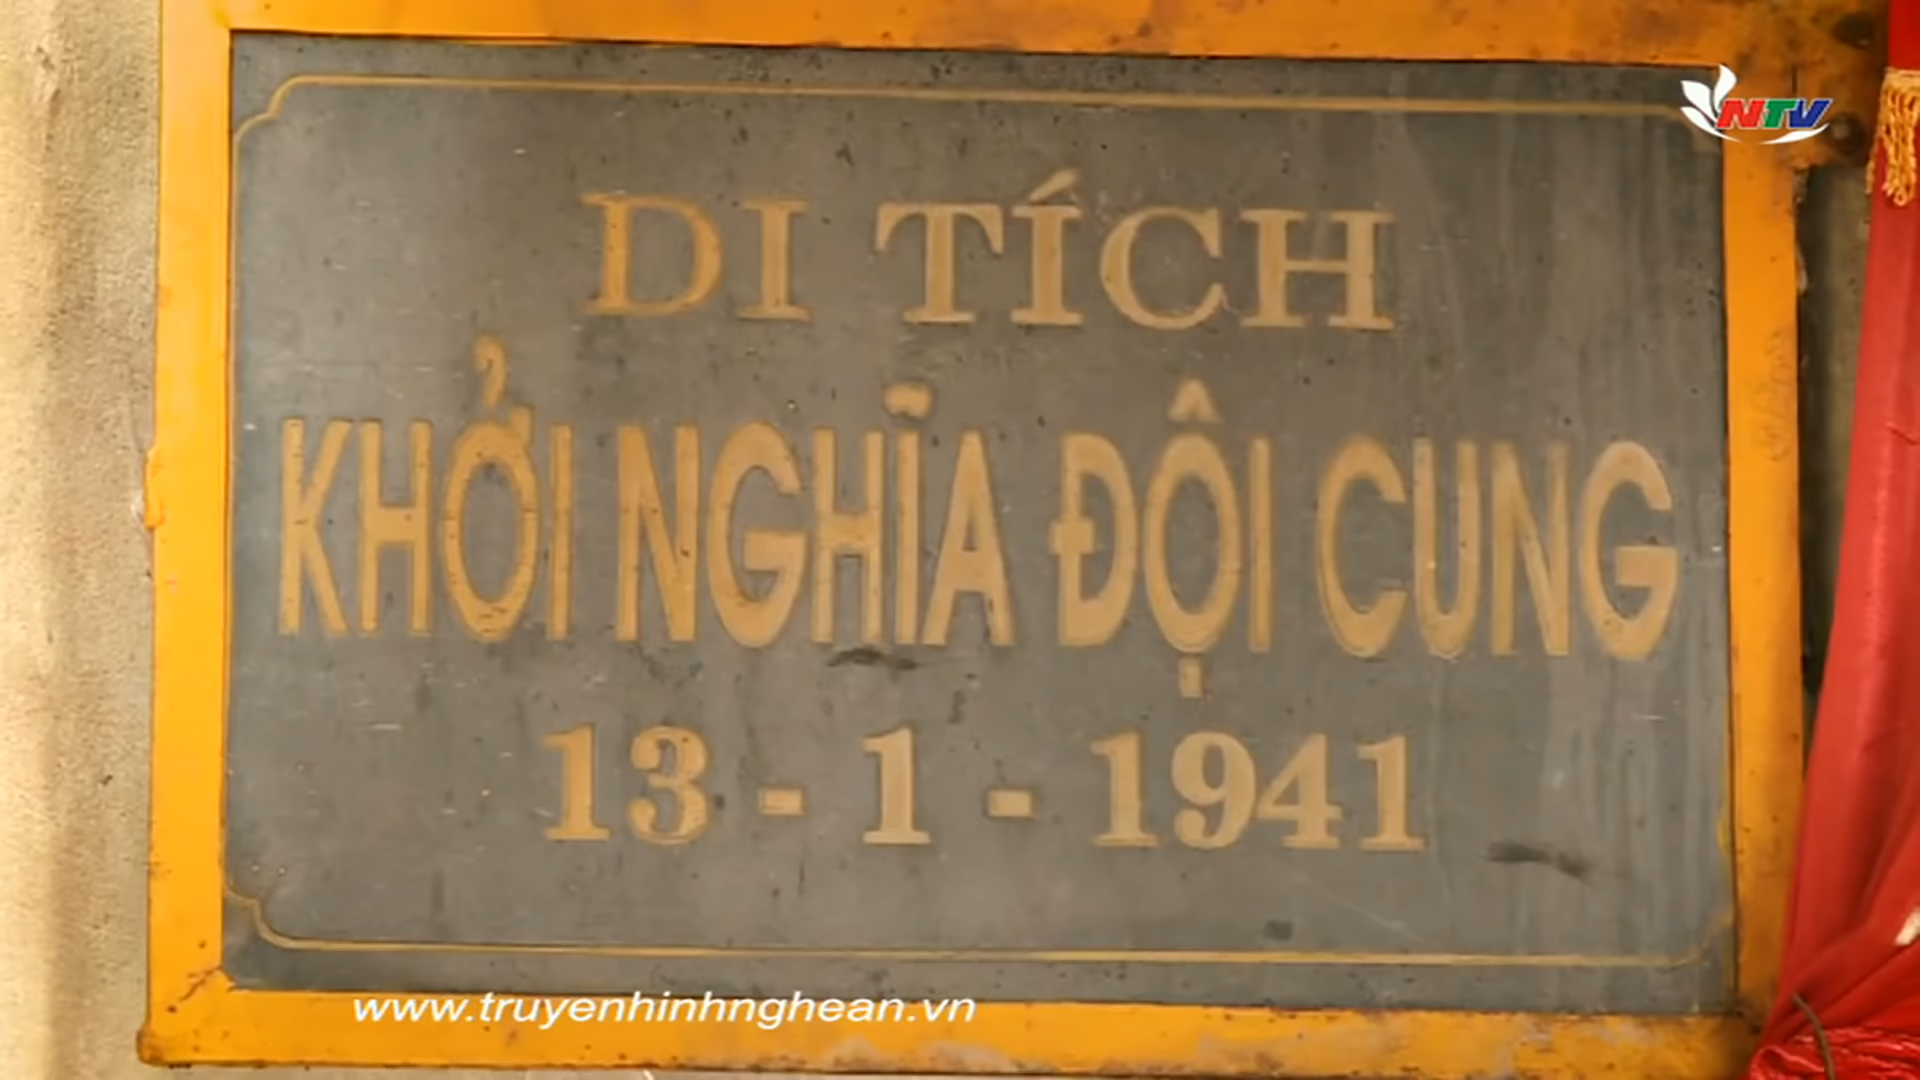 NTV
DI TÍCH
KHỞI NGHĨA ĐỘI CUNG
13 - 1 - 1941
www.truyenhinhnghean.vn